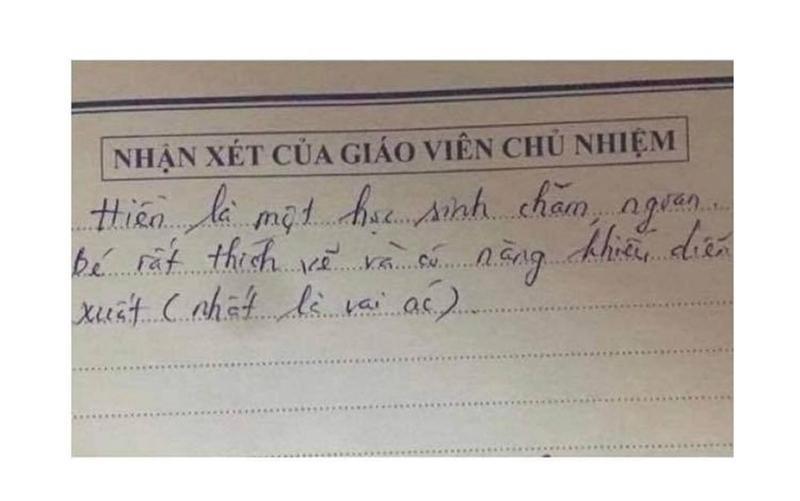 NHẬN XÉT CỦA GIÁO VIÊN CHỦ NHIỆM
Hiền là một học sinh chăm, ngoan.
Bé rất thích vẽ và có năng khiếu diễn
xuất (nhất là vai ác).